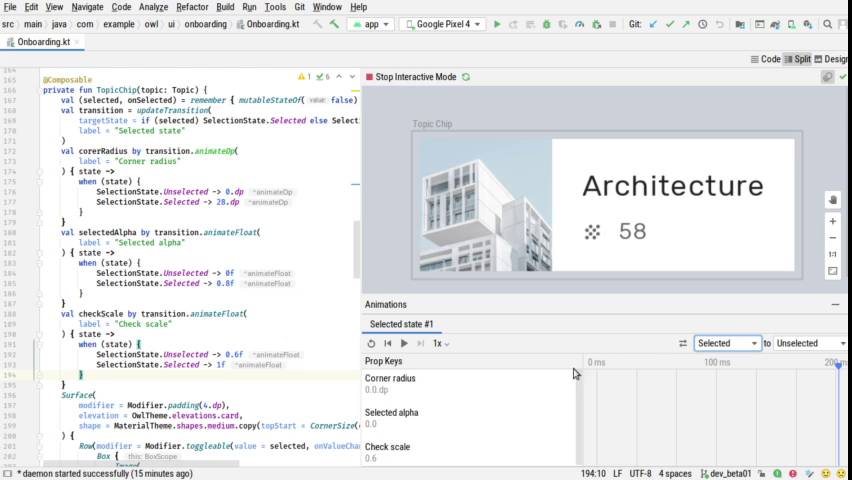 File Edit View Navigate Code Analyze Refactor Build Run Tools Git Window Help
src › main › java › com › example › owl › ui › onboarding › Onboarding.kt app Google Pixel 4 Git:
Onboarding.kt
Code Split Design
164
165 @Composable 1 6
166 private fun TopicChip(topic: Topic) {
167 val (selected, onSelected) = remember { mutableStateOf( value: false)
168 val transition = updateTransition(
169 targetState = if (selected) SelectionState.Selected else Select
170 label = "Selected state"
171 )
172 val corerRadius by transition.animateDp(
173 label = "Corner radius"
174 ) { state ->
175 when (state) {
176 SelectionState.Unselected -> 0.dp ^animateDp
177 SelectionState.Selected -> 28.dp ^animateDp
178 }
179 }
180 val selectedAlpha by transition.animateFloat(
181 label = "Selected alpha"
182 ) { state ->
183 when (state) {
184 SelectionState.Unselected -> 0f ^animateFloat
185 SelectionState.Selected -> 0.8f ^animateFloat
186 }
187 }
188 val checkScale by transition.animateFloat(
189 label = "Check scale"
190 ) { state ->
191 when (state) {
192 SelectionState.Unselected -> 0.6f ^animateFloat
193 SelectionState.Selected -> 1f ^animateFloat
194 }
195 }
196 Surface(
197 modifier = Modifier.padding(4.dp),
198 elevation = OwlTheme.elevations.card,
199 shape = MaterialTheme.shapes.medium.copy(topStart = CornerSize(
200 ) {
201 Row(modifier = Modifier.toggleable(value = selected, onValueChan
202 Box { this: BoxScope
203 Image(
Stop Interactive Mode
Topic Chip
Architecture
58
1:1
Animations
Selected state #1
1x Selected to Unselected
Prop Keys 0 ms 100 ms 200 m
Corner radius
0.0.dp
Selected alpha
0.0
Check scale
0.6
* daemon started successfully (15 minutes ago) 194:10 LF UTF-8 4 spaces dev_beta01